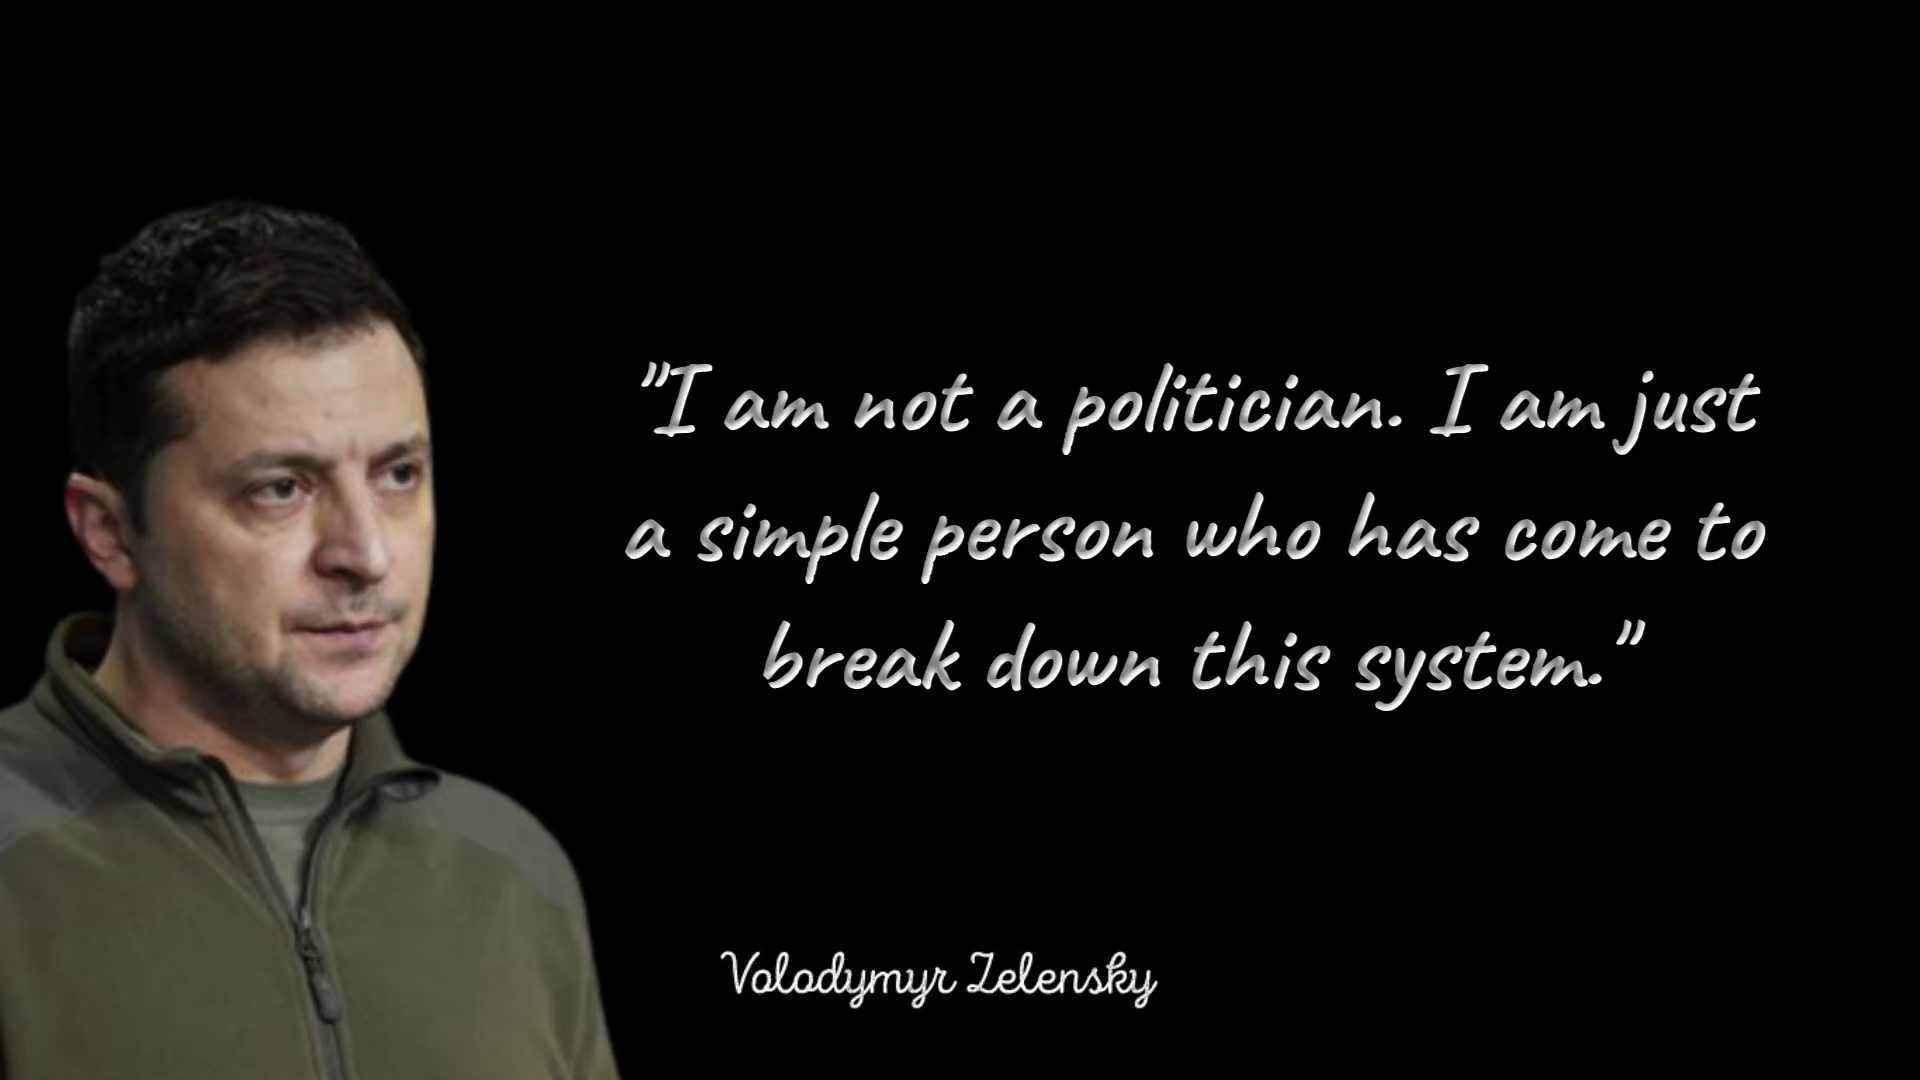 "I am not a politician. I am just
a simple person who has come to
break down this system."
Volodymyr Zelensky